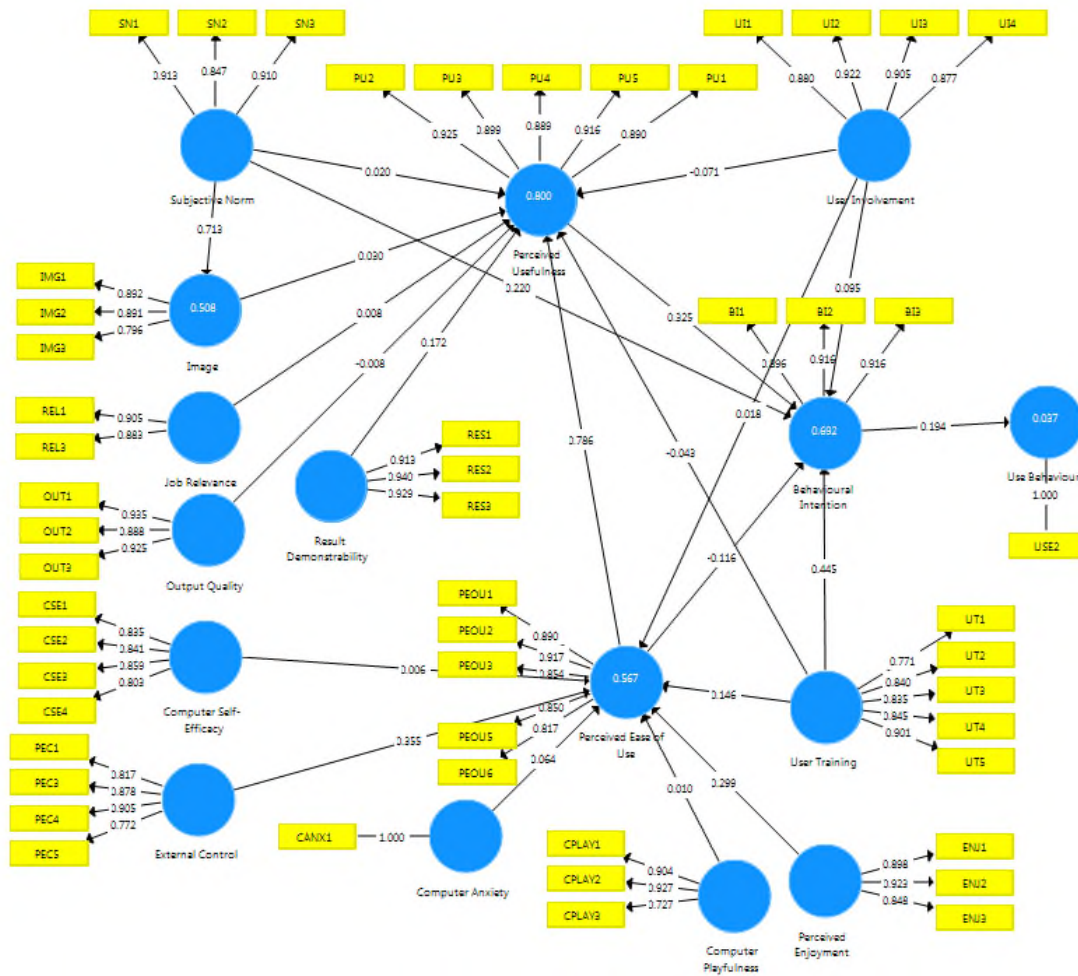 SN1
SN2
SN3
UI1
UI2
UI3
UI4
PU2
PU3
PU4
PU5
PU1
0.913
0.847
0.910
0.880
0.922
0.905
0.877
0.925
0.899
0.889
0.916
0.890
Subjective Norm
0.020
0.800
-0.071
User Involvement
0.713
Perceived
Usefulness
0.030
0.220
0.095
IMG1
IMG2
IMG3
0.892
0.891
0.796
0.508
Image
0.008
0.172
-0.008
0.325
BI1
BI2
BI3
0.896
0.916
0.916
REL1
REL3
0.905
0.883
Job Relevance
RES1
RES2
RES3
0.913
0.940
0.929
Result
Demonstrability
0.786
0.018
-0.043
0.692
Behavioural
Intention
0.194
0.037
Use Behaviour
1.000
USE2
OUT1
OUT2
OUT3
0.935
0.888
0.925
Output Quality
-0.116
0.445
CSE1
CSE2
CSE3
CSE4
0.835
0.841
0.859
0.803
Computer Self-
Efficacy
0.006
PEOU1
PEOU2
PEOU3
PEOU5
PEOU6
0.890
0.917
0.854
0.850
0.817
0.567
Perceived Ease of
Use
0.146
User Training
0.771
0.840
0.835
0.845
0.901
UT1
UT2
UT3
UT4
UT5
PEC1
PEC3
PEC4
PEC5
0.817
0.878
0.905
0.772
External Control
0.355
0.064
0.010
0.299
CANX1
1.000
Computer Anxiety
CPLAY1
CPLAY2
CPLAY3
0.904
0.927
0.727
Computer
Playfulness
Perceived
Enjoyment
0.898
0.923
0.848
ENJ1
ENJ2
ENJ3